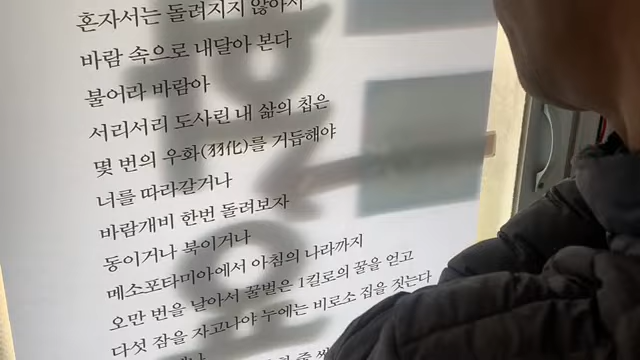 혼자서는 돌려지지 않아서
바람 속으로 내달아 본다
불어라 바람아
서리서리 도사린 내 삶의 칩은
몇 번의 우화(羽化)를 거듭해야
너를 따라갈거나
바람개비 한번 돌려보자
동이거나 북이거나
메소포타미아에서 아침의 나라까지
오만 번을 날아서 꿀벌은 1킬로의 꿀을 얻고
다섯 잠을 자고나야 누에는 비로소 집을 짓는다